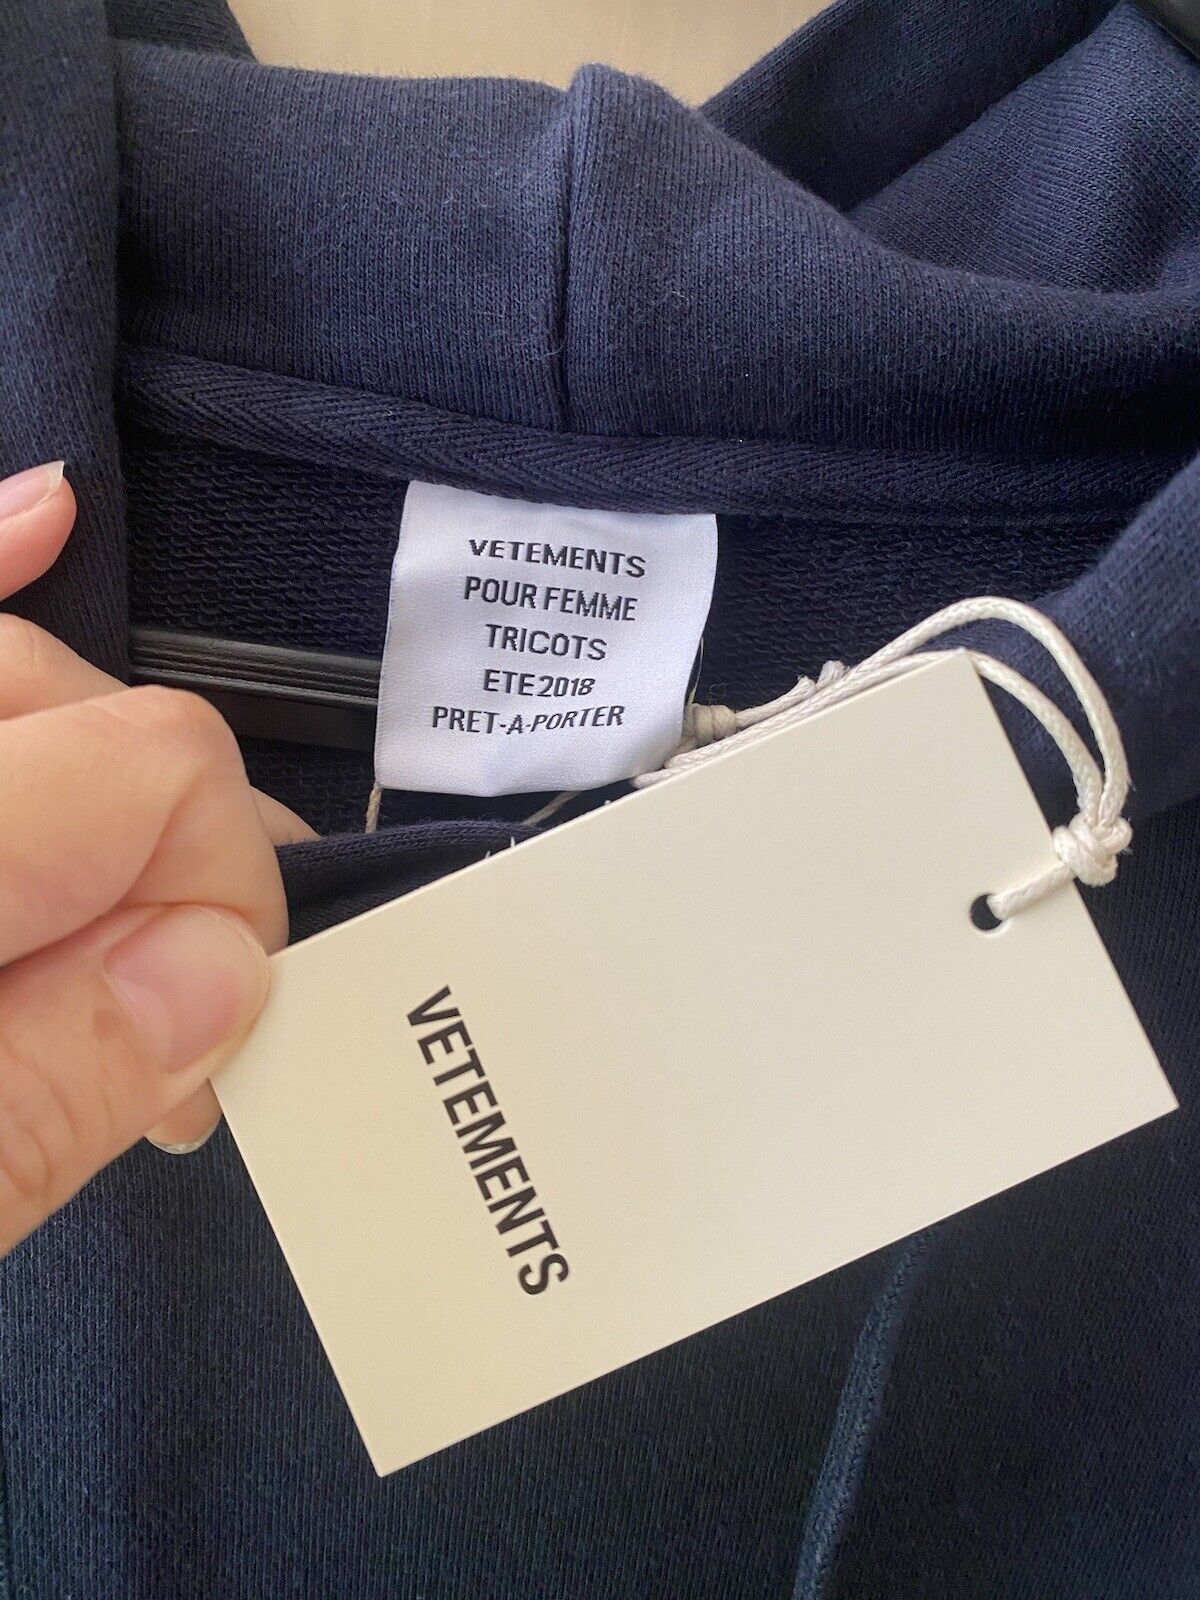 VETEMENTS
POUR FEMME
TRICOTS
ETE 2018
PRET-A-PORTER
VETEMENTS